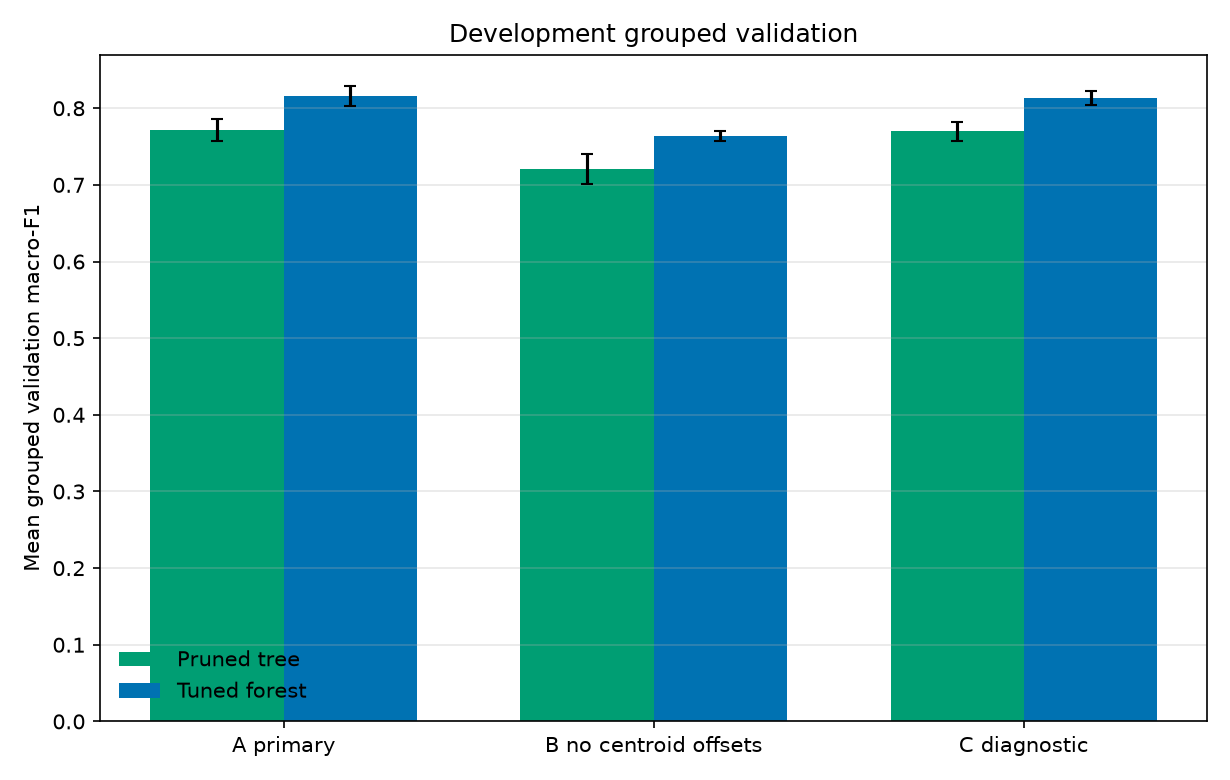 Development grouped validation
Mean grouped validation macro-F1
0.8
0.7
0.6
0.5
0.4
0.3
0.2
0.1
0.0
Pruned tree
Tuned forest
A primary
B no centroid offsets
C diagnostic